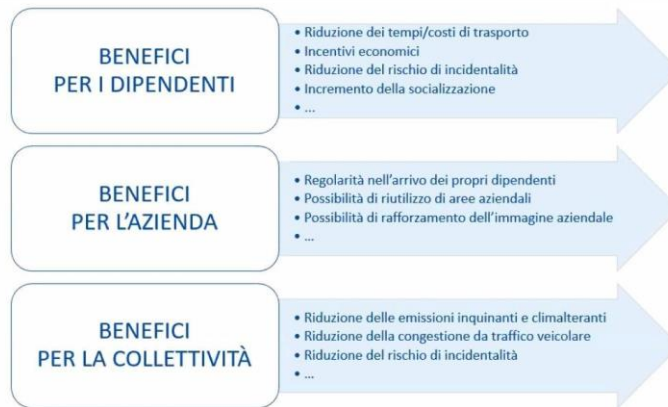 BENEFICI
PER I DIPENDENTI
• Riduzione dei tempi/costi di trasporto
• Incentivi economici
• Riduzione del rischio di incidentalità
• Incremento della socializzazione
• ...
BENEFICI
PER L'AZIENDA
• Regolarità nell'arrivo dei propri dipendenti
• Possibilità di riutilizzo di aree aziendali
• Possibilità di rafforzamento dell'immagine aziendale
• ...
BENEFICI
PER LA COLLETTIVITÀ
• Riduzione delle emissioni inquinanti e climalteranti
• Riduzione della congestione da traffico veicolare
• Riduzione del rischio di incidentalità
• ...